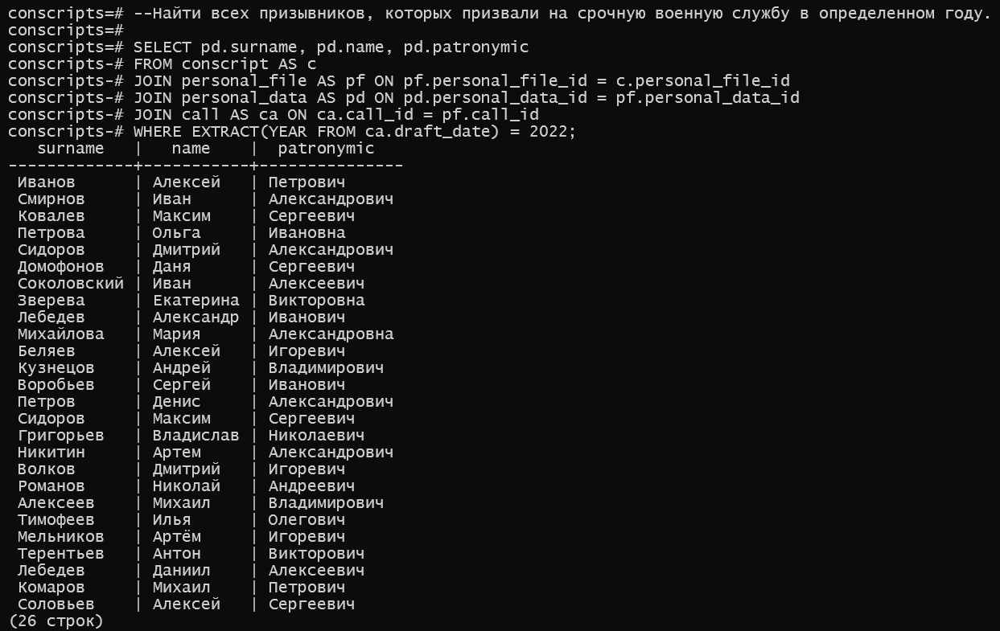 conscripts=# --Найти всех призывников, которых призвали на срочную военную службу в определенном году.
conscripts=#
conscripts=# SELECT pd.surname, pd.name, pd.patronymic
conscripts-# FROM conscript AS c
conscripts-# JOIN personal_file AS pf ON pf.personal_file_id = c.personal_file_id
conscripts-# JOIN personal_data AS pd ON pd.personal_data_id = pf.personal_data_id
conscripts-# JOIN call AS ca ON ca.call_id = pf.call_id
conscripts-# WHERE EXTRACT(YEAR FROM ca.draft_date) = 2022;
   surname   |   name    |  patronymic
-------------+-----------+---------------
 Иванов      | Алексей   | Петрович
 Смирнов     | Иван      | Александрович
 Ковалев     | Максим    | Сергеевич
 Петрова     | Ольга     | Ивановна
 Сидоров     | Дмитрий   | Александрович
 Домофонов   | Даня      | Сергеевич
 Соколовский | Иван      | Алексеевич
 Зверева     | Екатерина | Викторовна
 Лебедев     | Александр | Иванович
 Михайлова   | Мария     | Александровна
 Беляев      | Алексей   | Игоревич
 Кузнецов    | Андрей    | Владимирович
 Воробьев    | Сергей    | Иванович
 Петров      | Денис     | Александрович
 Сидоров     | Максим    | Сергеевич
 Григорьев   | Владислав | Николаевич
 Никитин     | Артем     | Александрович
 Волков      | Дмитрий   | Игоревич
 Романов     | Николай   | Андреевич
 Алексеев    | Михаил    | Владимирович
 Тимофеев    | Илья      | Олегович
 Мельников   | Артём     | Игоревич
 Терентьев   | Антон     | Викторович
 Лебедев     | Даниил    | Алексеевич
 Комаров     | Михаил    | Петрович
 Соловьев    | Алексей   | Сергеевич
(26 строк)